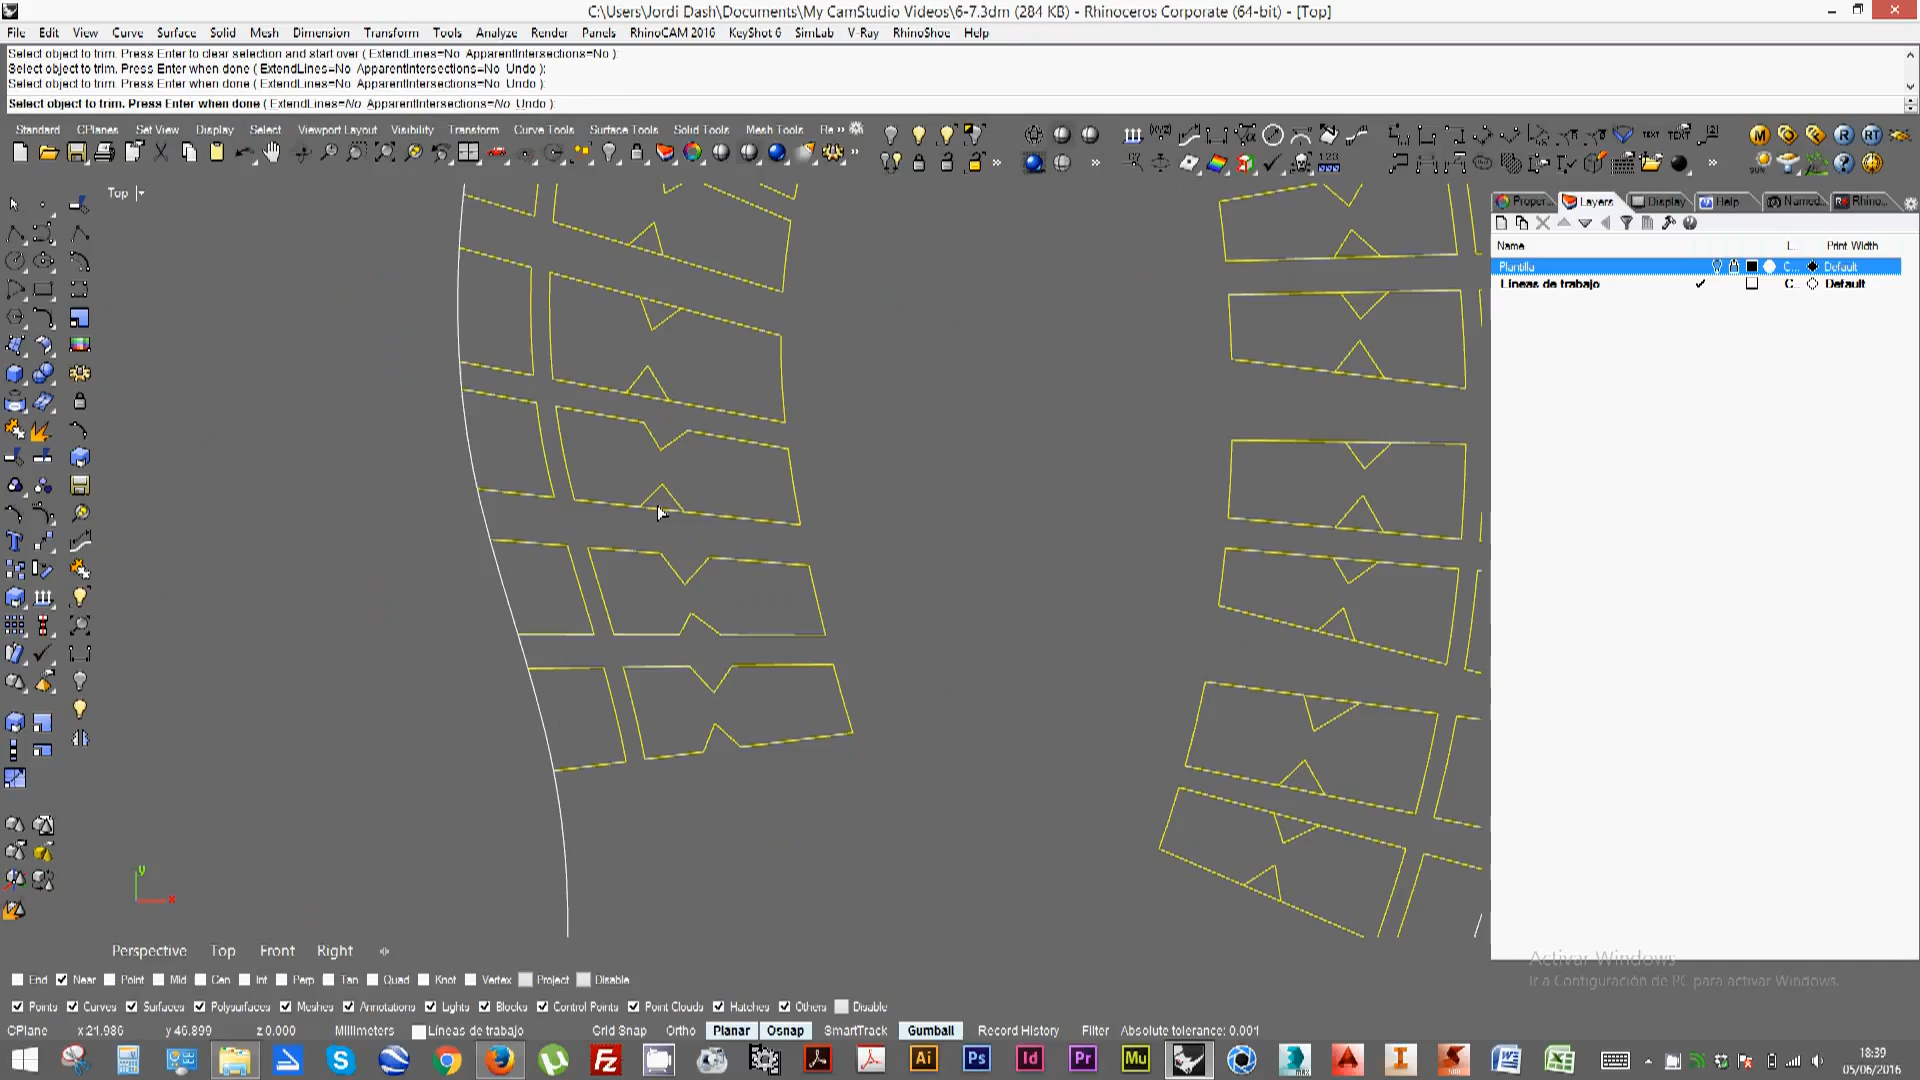 C:\Users\Jordi Dash\Documents\My CamStudio Videos\6-7.3dm (284 KB) - Rhinoceros Corporate (64-bit) - [Top]
File Edit View Curve Surface Solid Mesh Dimension Transform Tools Analyze Render Panels RhinoCAM 2016 KeyShot 6 SimLab V-Ray RhinoShoe Help
Select object to trim. Press Enter to clear selection and start over ( ExtendLines=No ApparentIntersections=No ):
Select object to trim. Press Enter when done ( ExtendLines=No ApparentIntersections=No Undo ):
Select object to trim. Press Enter when done ( ExtendLines=No ApparentIntersections=No Undo ):
Select object to trim. Press Enter when done ( ExtendLines=No ApparentIntersections=No Undo ):
Standard CPlanes Set View Display Select Viewport Layout Visibility Transform Curve Tools Surface Tools Solid Tools Mesh Tools Re
Top
Proper... Layers Display Help Named... Rhino...
Name L... Print Width
Plantilla C... Default
Líneas de trabajo C... Default
y
x
Perspective Top Front Right
Activar Windows
Ir a Configuración de PC para activar Windows.
End Near Point Mid Cen Int Perp Tan Quad Knot Vertex Project Disable
Points Curves Surfaces Polysurfaces Meshes Annotations Lights Blocks Control Points Point Clouds Hatches Others Disable
CPlane x 21.986 y 46.899 z 0.000 Millimeters Líneas de trabajo Grid Snap Ortho Planar Osnap SmartTrack Gumball Record History Filter Absolute tolerance: 0.001
18:39
05/06/2016